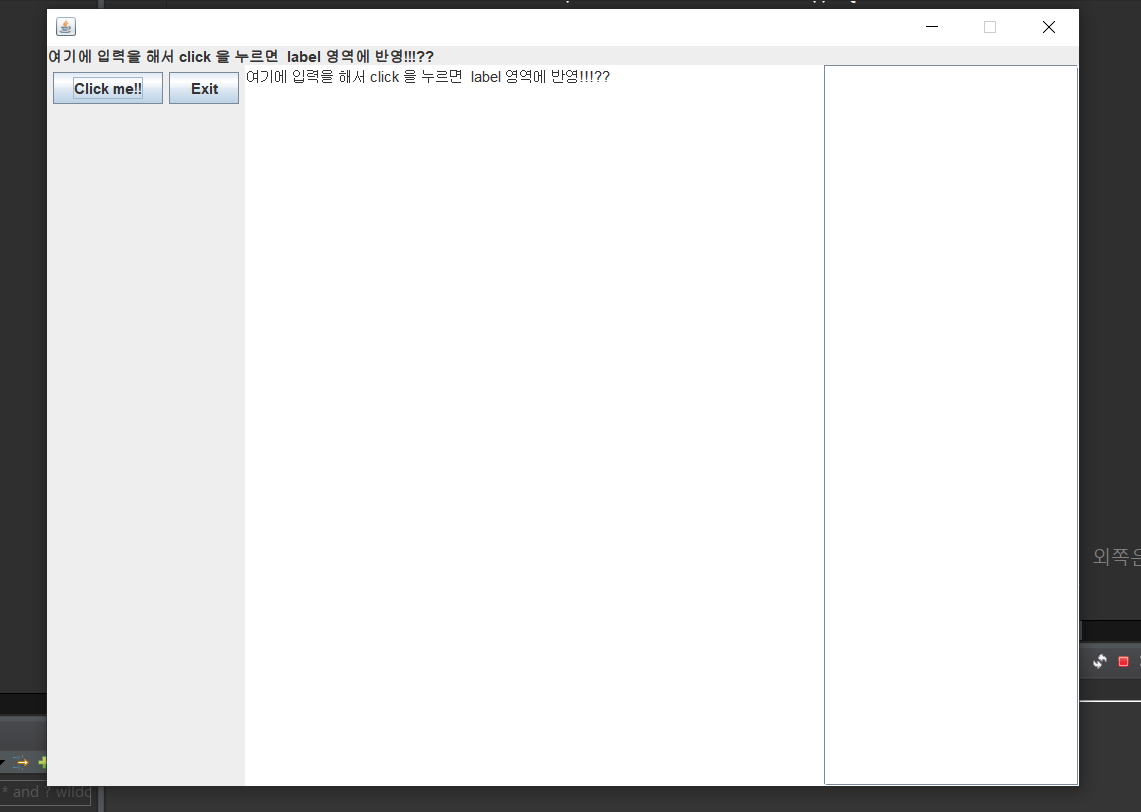 여기에 입력을 해서 click 을 누르면  label 영역에 반영!!!??
Click me!! Exit
여기에 입력을 해서 click 을 누르면  label 영역에 반영!!!??
외쪽은
* and ? wildc